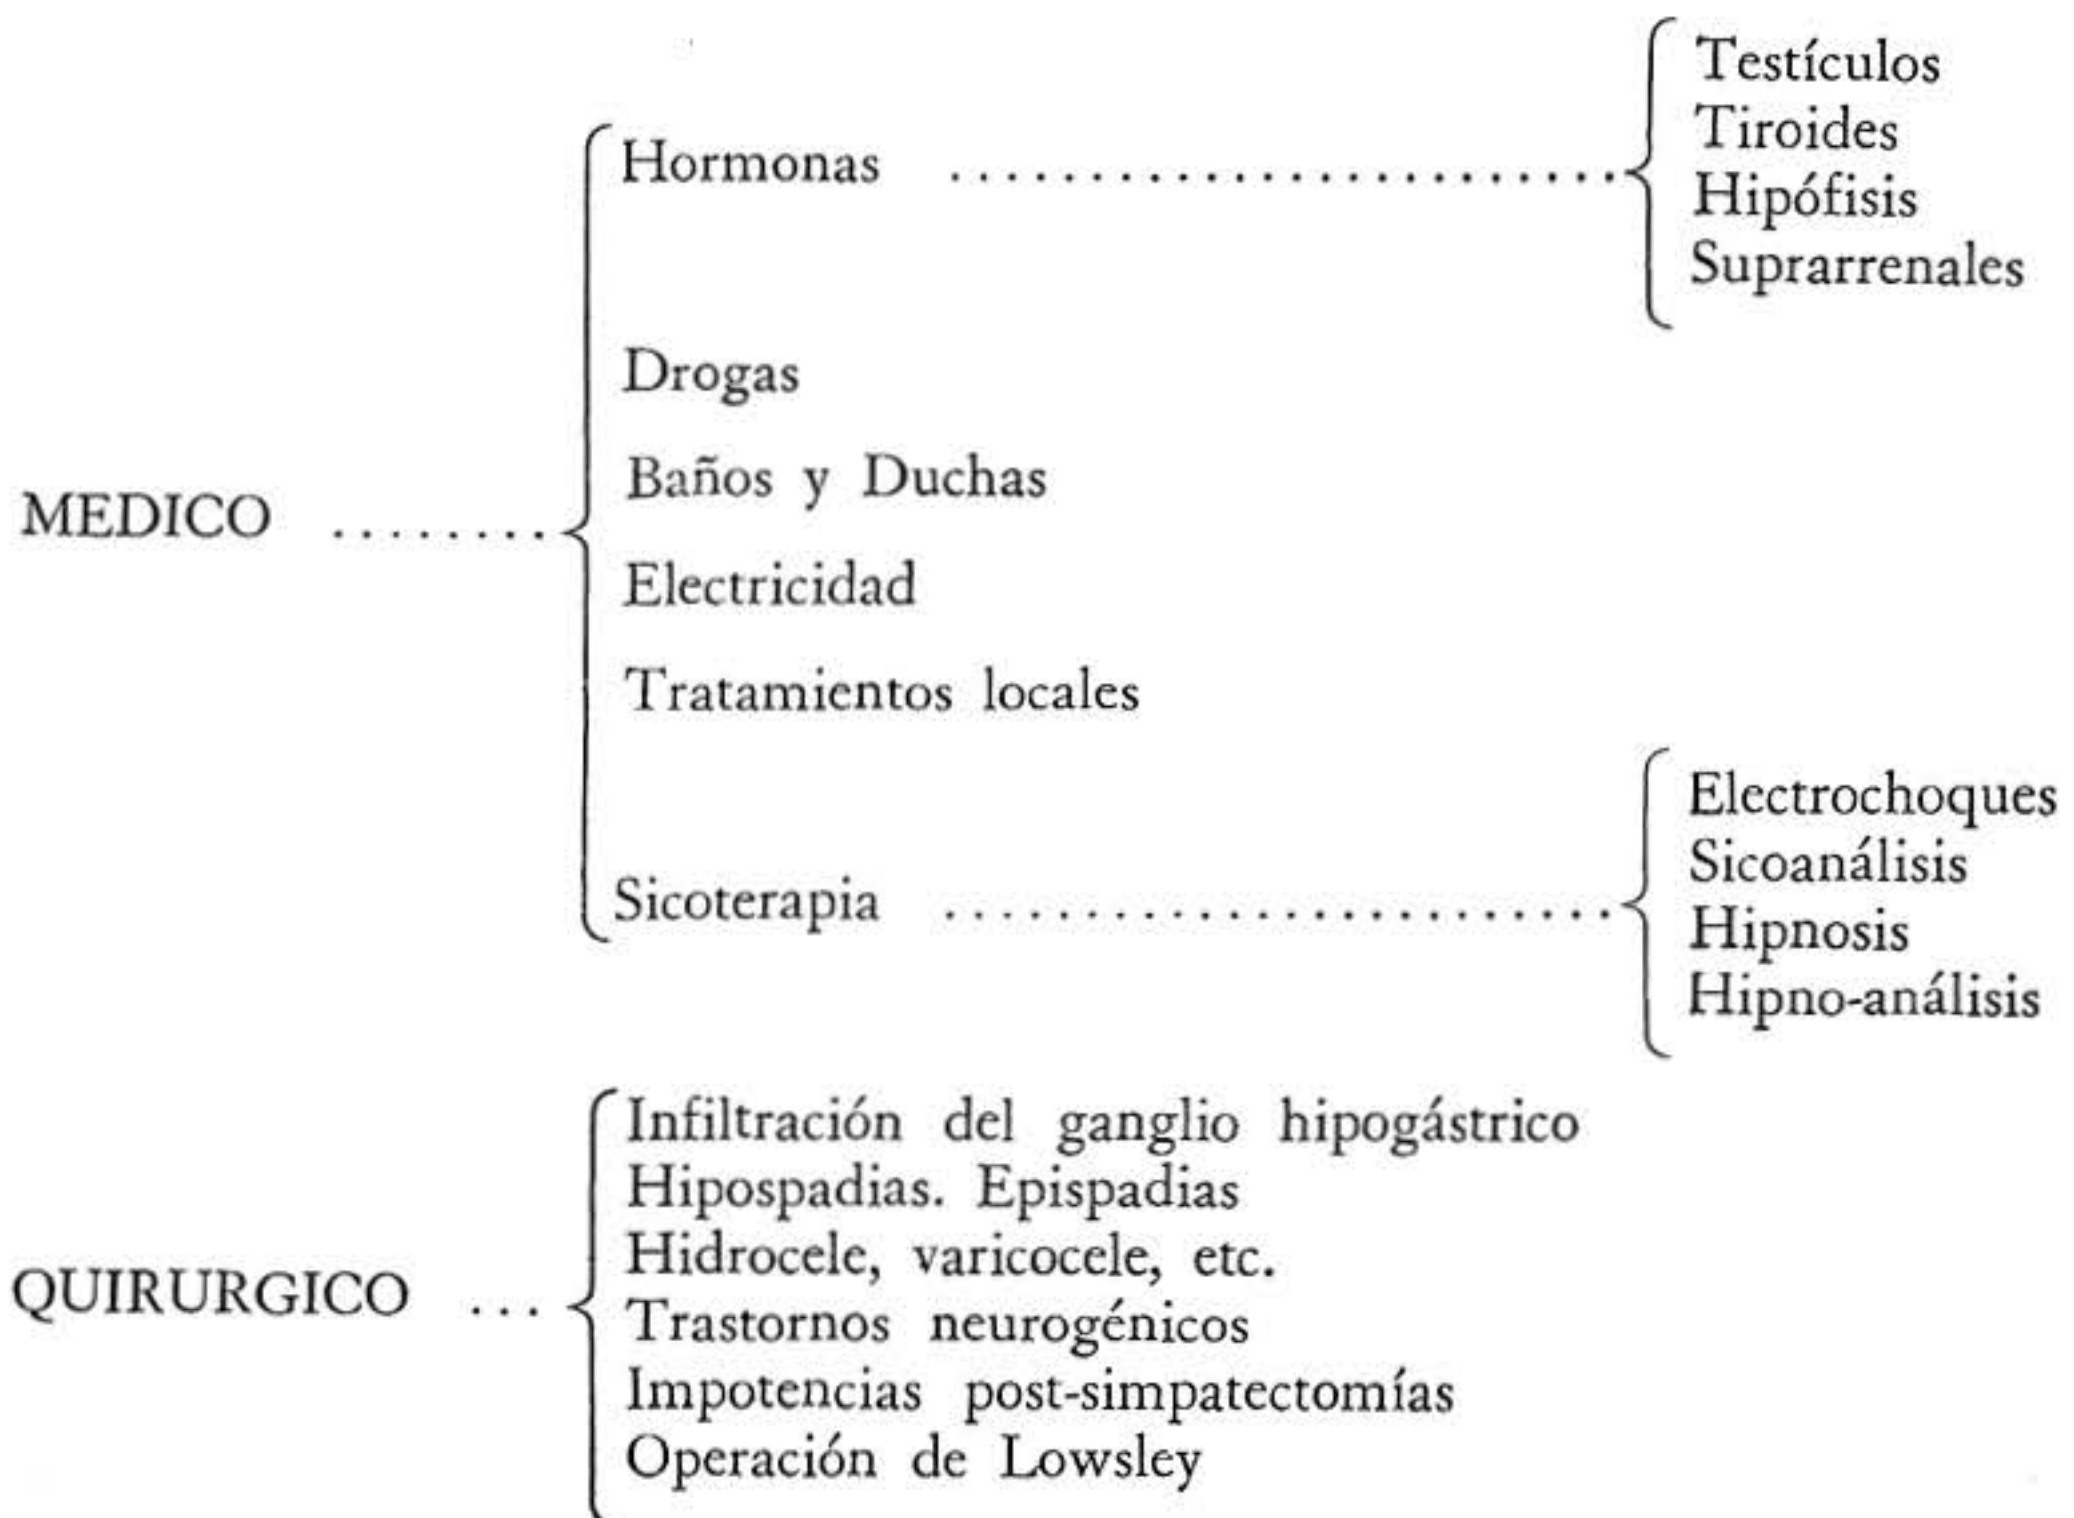 Testículos
Tiroides
Hormonas ........................
Hipófisis
Suprarrenales
Drogas
Baños y Duchas
MEDICO ........
Electricidad
Tratamientos locales
Electrochoques
Sicoanálisis
Sicoterapia ........................
Hipnosis
Hipno-análisis
Infiltración del ganglio hipogástrico
Hipospadias. Epispadias
Hidrocele, varicocele, etc.
QUIRURGICO ...
Trastornos neurogénicos
Impotencias post-simpatectomías
Operación de Lowsley